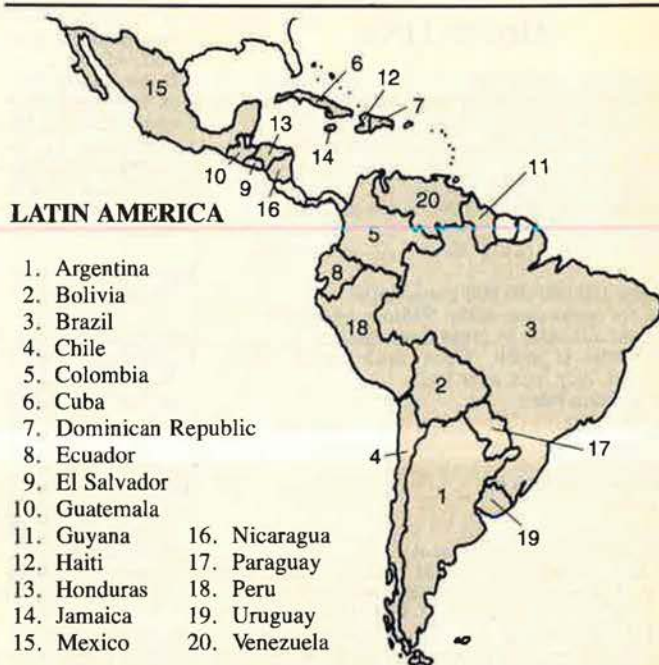 15
6
12
7
13
14
10
9
16
11
20
5
8
3
18
2
17
4
1
19
LATIN AMERICA
1. Argentina
2. Bolivia
3. Brazil
4. Chile
5. Colombia
6. Cuba
7. Dominican Republic
8. Ecuador
9. El Salvador
10. Guatemala
11. Guyana
12. Haiti
13. Honduras
14. Jamaica
15. Mexico
16. Nicaragua
17. Paraguay
18. Peru
19. Uruguay
20. Venezuela